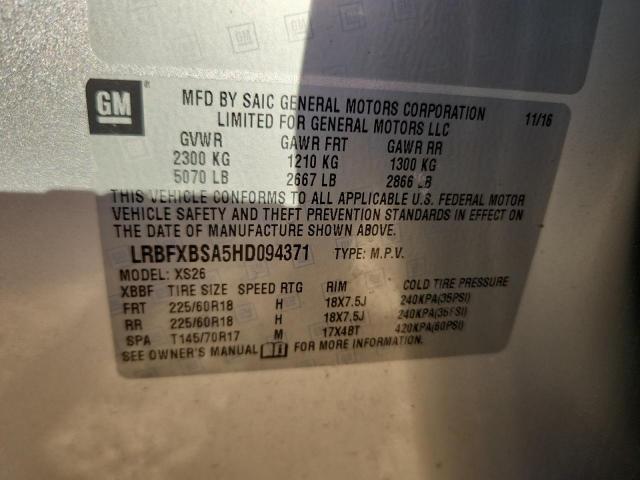 GM
MFD BY SAIC GENERAL MOTORS CORPORATION 11/16
LIMITED FOR GENERAL MOTORS LLC
GVWR GAWR FRT GAWR RR
2300 KG 1210 KG 1300 KG
5070 LB 2667 LB 2866 LB
THIS VEHICLE CONFORMS TO ALL APPLICABLE U.S. FEDERAL MOTOR
VEHICLE SAFETY AND THEFT PREVENTION STANDARDS IN EFFECT ON
THE DATE OF MANUFACTURE SHOWN ABOVE.
LRBFXBSA5HD094371 TYPE: M.P.V.
MODEL: XS26
XBBF TIRE SIZE SPEED RTG RIM COLD TIRE PRESSURE
FRT 225/60R18 H 18X7.5J 240KPA(35PSI)
RR 225/60R18 H 18X7.5J 240KPA(35PSI)
SPA T145/70R17 M 17X4BT 420KPA(60PSI)
SEE OWNER'S MANUAL FOR MORE INFORMATION.